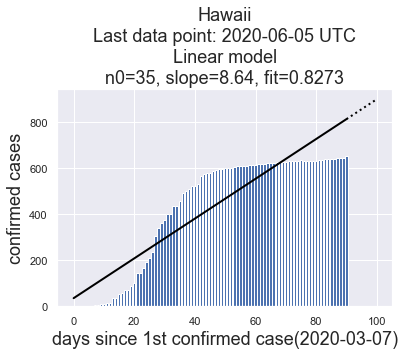 Hawaii
Last data point: 2020-06-05 UTC
Linear model
n0=35, slope=8.64, fit=0.8273
confirmed cases
800
600
400
200
0
0 20 40 60 80 100
days since 1st confirmed case(2020-03-07)